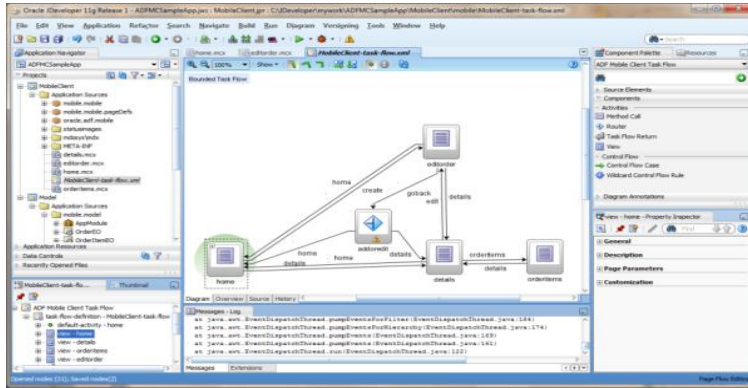 Oracle JDeveloper 11g Release 1 - ADFMCSampleApp.jws : MobileClient.jpr : C:\JDeveloper\mywork\ADFMCSampleApp\MobileClient\mobile\MobileClient-task-flow.xml
File Edit View Application Refactor Search Navigate Build Run Diagram Versioning Tools Window Help
Search
Application Navigator
home.mcx
editorder.mcx
MobileClient-task-flow.xml
Component Palette
Resources
ADFMCSampleApp
100%
Show
ADF Mobile Client Task Flow
Projects
Bounded Task Flow
MobileClient
Application Sources
mobile.mobile
mobile.mobile.pageDefs
oracle.adf.mobile
statusimages
META-INF
details.mcx
editorder.mcx
home.mcx
MobileClient-task-flow.xml
orderitems.mcx
Model
Application Sources
mobile.model
AppModule
OrderEO
OrderItemEO
Application Resources
Data Controls
Recently Opened Files
editorder
home
create
goback
edit
details
addoredit
home
home
details
details
orderitems
details
home
details
orderitems
Source Elements
Components
Activities
Method Call
Router
Task Flow Return
View
Control Flow
Control Flow Case
Wildcard Control Flow Rule
Diagram Annotations
view - home - Property Inspector
Find
General
Description
Page Parameters
Customization
MobileClient-task-flo...
Thumbnail
ADF Mobile Client Task Flow
task-flow-definition - MobileClient-task-flow
default-activity - home
view - home
view - details
view - orderitems
view - editorder
Diagram Overview Source History
Messages - Log
at java.awt.EventDispatchThread.pumpEventsForFilter(EventDispatchThread.java:184)
at java.awt.EventDispatchThread.pumpEventsForHierarchy(EventDispatchThread.java:174)
at java.awt.EventDispatchThread.pumpEvents(EventDispatchThread.java:169)
at java.awt.EventDispatchThread.pumpEvents(EventDispatchThread.java:161)
at java.awt.EventDispatchThread.run(EventDispatchThread.java:122)
Messages Extensions
Opened nodes (31); Saved nodes(2)
Page Flow Editing